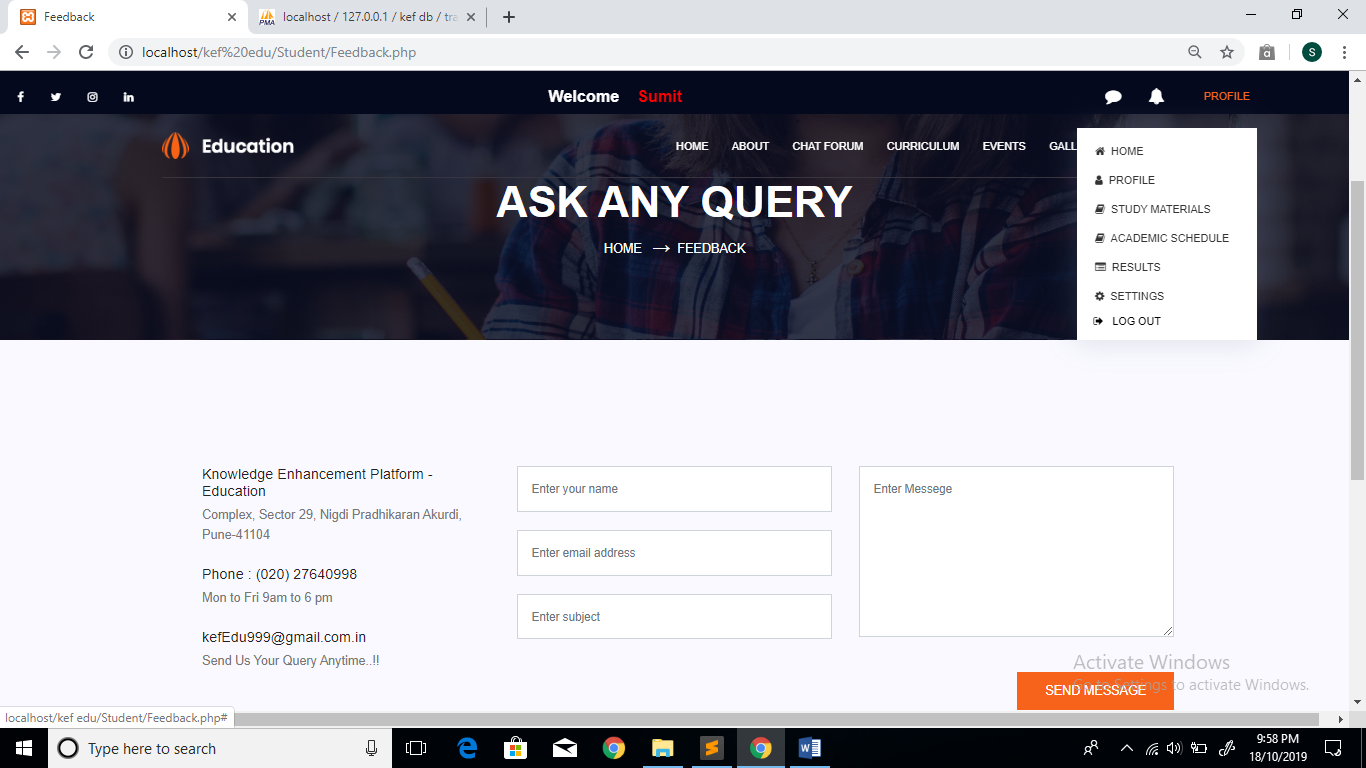 Feedback
localhost / 127.0.0.1 / kef db / tra
localhost/kef%20edu/Student/Feedback.php
S
Welcome Sumit
PROFILE
Education
HOME ABOUT CHAT FORUM CURRICULUM EVENTS GALL
HOME
PROFILE
STUDY MATERIALS
ACADEMIC SCHEDULE
RESULTS
SETTINGS
LOG OUT
ASK ANY QUERY
HOME → FEEDBACK
Knowledge Enhancement Platform -
Education
Complex, Sector 29, Nigdi Pradhikaran Akurdi,
Pune-41104
Phone : (020) 27640998
Mon to Fri 9am to 6 pm
kefEdu999@gmail.com.in
Send Us Your Query Anytime..!!
Enter your name
Enter email address
Enter subject
Enter Messege
SEND MESSAGE
Activate Windows
Go to Settings to activate Windows.
localhost/kef edu/Student/Feedback.php#
Type here to search
9:58 PM
18/10/2019